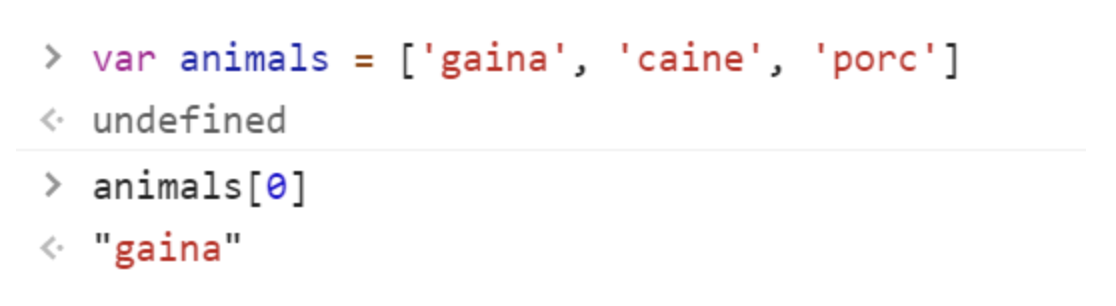 > var animals = ['gaina', 'caine', 'porc']
<· undefined
> animals[0]
<· "gaina"